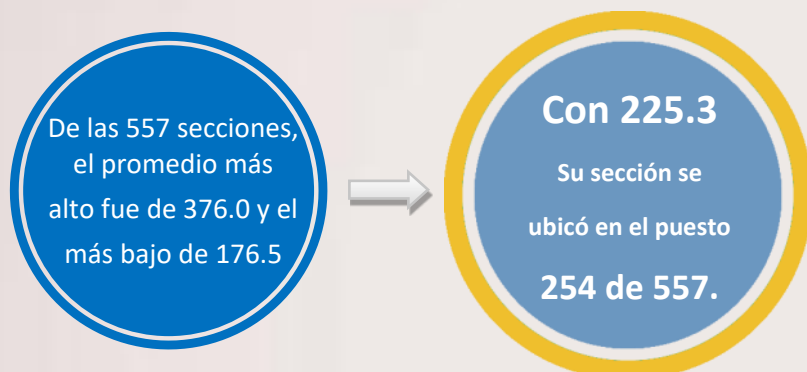 De las 557 secciones,
el promedio más
alto fue de 376.0 y el
más bajo de 176.5
Con 225.3
Su sección se
ubicó en el puesto
254 de 557.